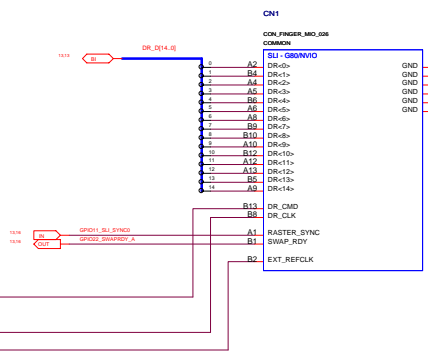 CN1
CON_FINGER_MIO_026
COMMON
SLI - G80/NVIO
DR_D[14..0]
BI
0 A2 DR<0> GND
1 B4 DR<1> GND
2 A4 DR<2> GND
3 A5 DR<3> GND
4 B6 DR<4> GND
5 A6 DR<5> GND
6 A8 DR<6>
7 B9 DR<7>
8 B10 DR<8>
9 A10 DR<9>
10 B12 DR<10>
11 A12 DR<11>
12 A13 DR<12>
13 B5 DR<13>
14 A9 DR<14>
B13 DR_CMD
B8 DR_CLK
IN GPIO11_SLI_SYNC0 A1 RASTER_SYNC
OUT GPIO22_SWAPRDY_A B1 SWAP_RDY
B2 EXT_REFCLK